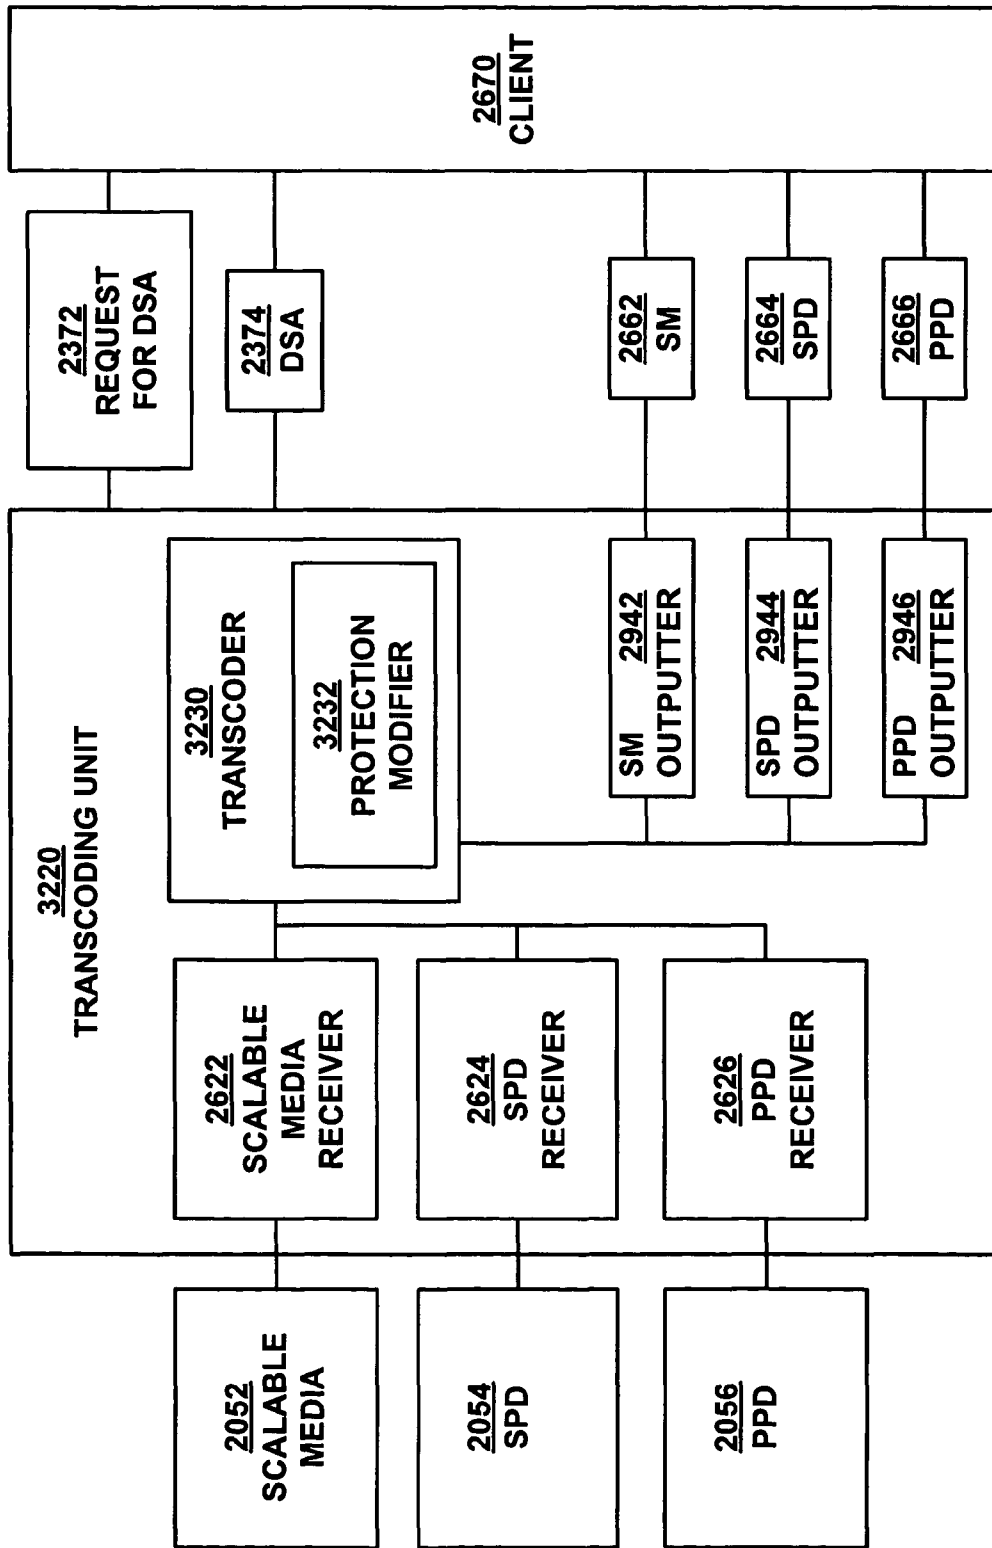 3220
TRANSCODING UNIT
2052
SCALABLE
MEDIA
2054
SPD
2056
PPD
2622
SCALABLE
MEDIA
RECEIVER
2624
SPD
RECEIVER
2626
PPD
RECEIVER
3230
TRANSCODER
3232
PROTECTION
MODIFIER
SM 2942
OUTPUTTER
SPD 2944
OUTPUTTER
PPD 2946
OUTPUTTER
2372
REQUEST
FOR DSA
2374
DSA
2662
SM
2664
SPD
2666
PPD
2670
CLIENT